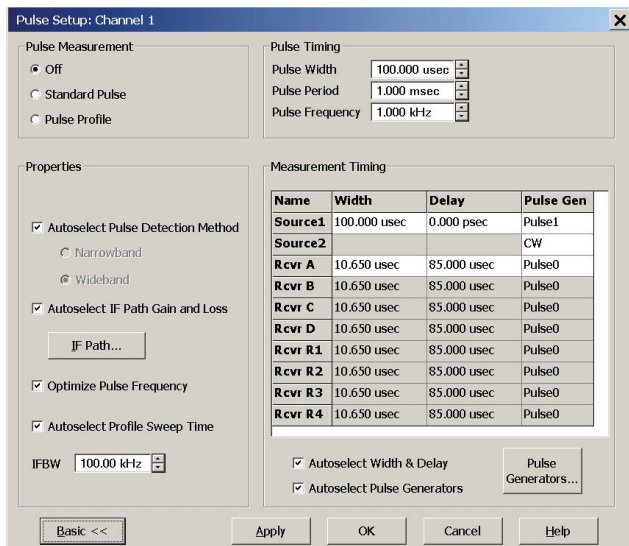 Pulse Setup: Channel 1
Pulse Measurement
Off
Standard Pulse
Pulse Profile
Pulse Timing
Pulse Width 100.000 usec
Pulse Period 1.000 msec
Pulse Frequency 1.000 kHz
Properties
Autoselect Pulse Detection Method
Narrowband
Wideband
Autoselect IF Path Gain and Loss
IF Path...
Optimize Pulse Frequency
Autoselect Profile Sweep Time
IFBW 100.00 kHz
Measurement Timing
Name Width Delay Pulse Gen
Source1 100.000 usec 0.000 psec Pulse1
Source2 CW
Rcvr A 10.650 usec 85.000 usec Pulse0
Rcvr B 10.650 usec 85.000 usec Pulse0
Rcvr C 10.650 usec 85.000 usec Pulse0
Rcvr D 10.650 usec 85.000 usec Pulse0
Rcvr R1 10.650 usec 85.000 usec Pulse0
Rcvr R2 10.650 usec 85.000 usec Pulse0
Rcvr R3 10.650 usec 85.000 usec Pulse0
Rcvr R4 10.650 usec 85.000 usec Pulse0
Autoselect Width & Delay
Autoselect Pulse Generators
Pulse
Generators...
Basic << Apply OK Cancel Help